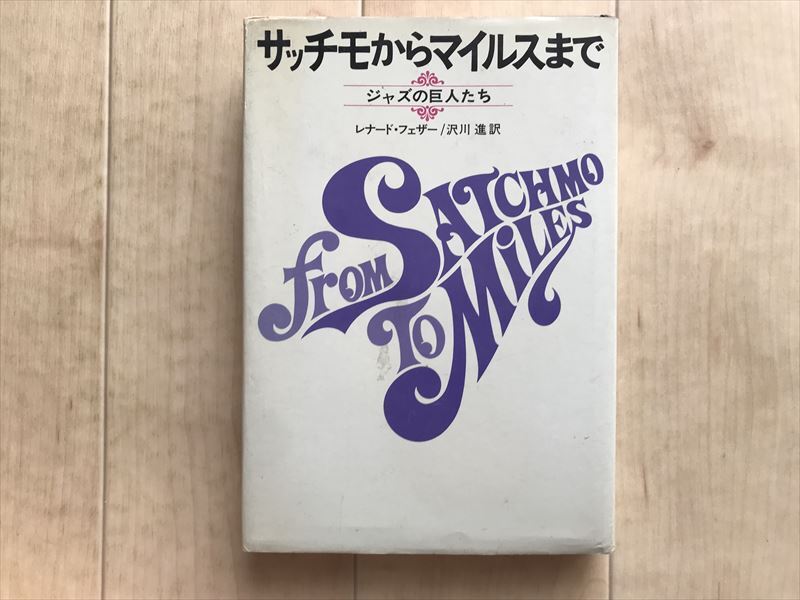 サッチモからマイルスまで
ジャズの巨人たち
レナード・フェザー/沢川 進 訳
from SATCHMO
TO MILES